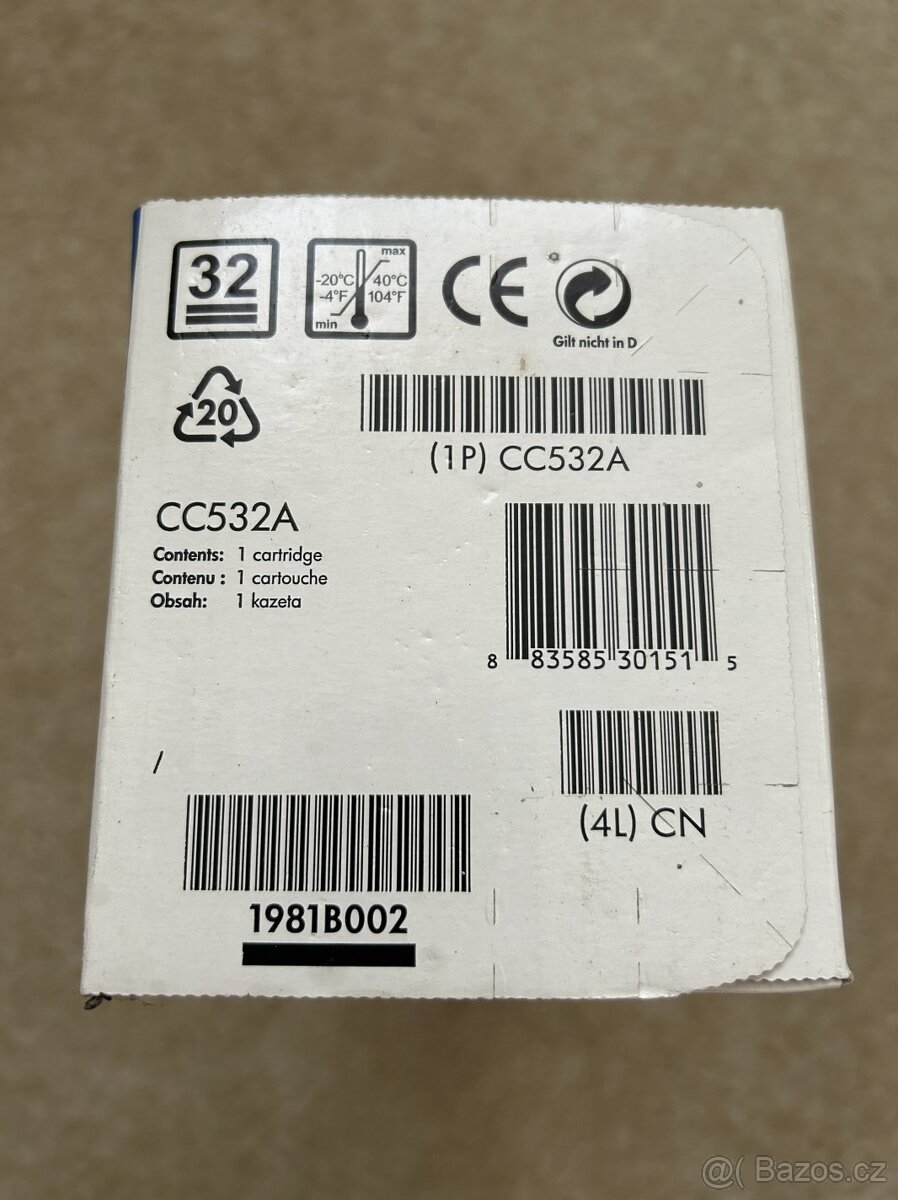 32
max
-20°C 40°C
-4°F 104°F
min
CE
Gilt nicht in D
20
(1P) CC532A
CC532A
Contents: 1 cartridge
Contenu : 1 cartouche
Obsah: 1 kazeta
8 83585 30151 5
/
(4L) CN
1981B002
@( Bazos.cz